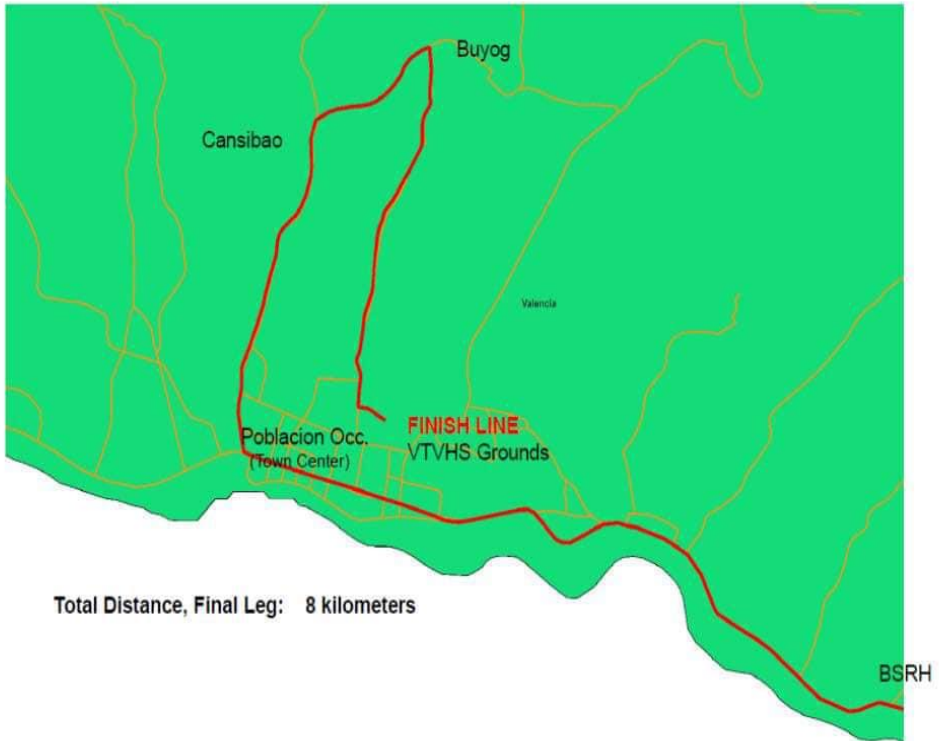 Buyog
Cansibao
Valencia
FINISH LINE
VTVHS Grounds
Poblacion Occ.
(Town Center)
Total Distance, Final Leg: 8 kilometers
BSRH